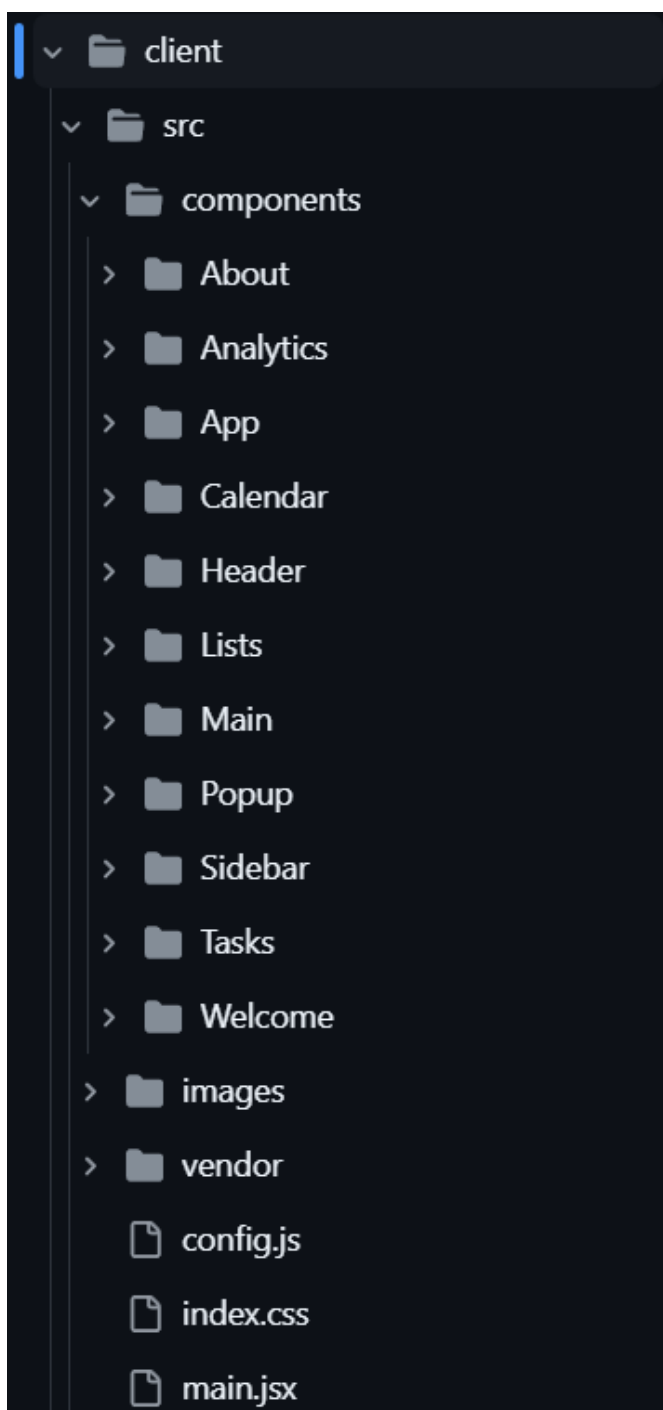 client
src
components
About
Analytics
App
Calendar
Header
Lists
Main
Popup
Sidebar
Tasks
Welcome
images
vendor
config.js
index.css
main.jsx